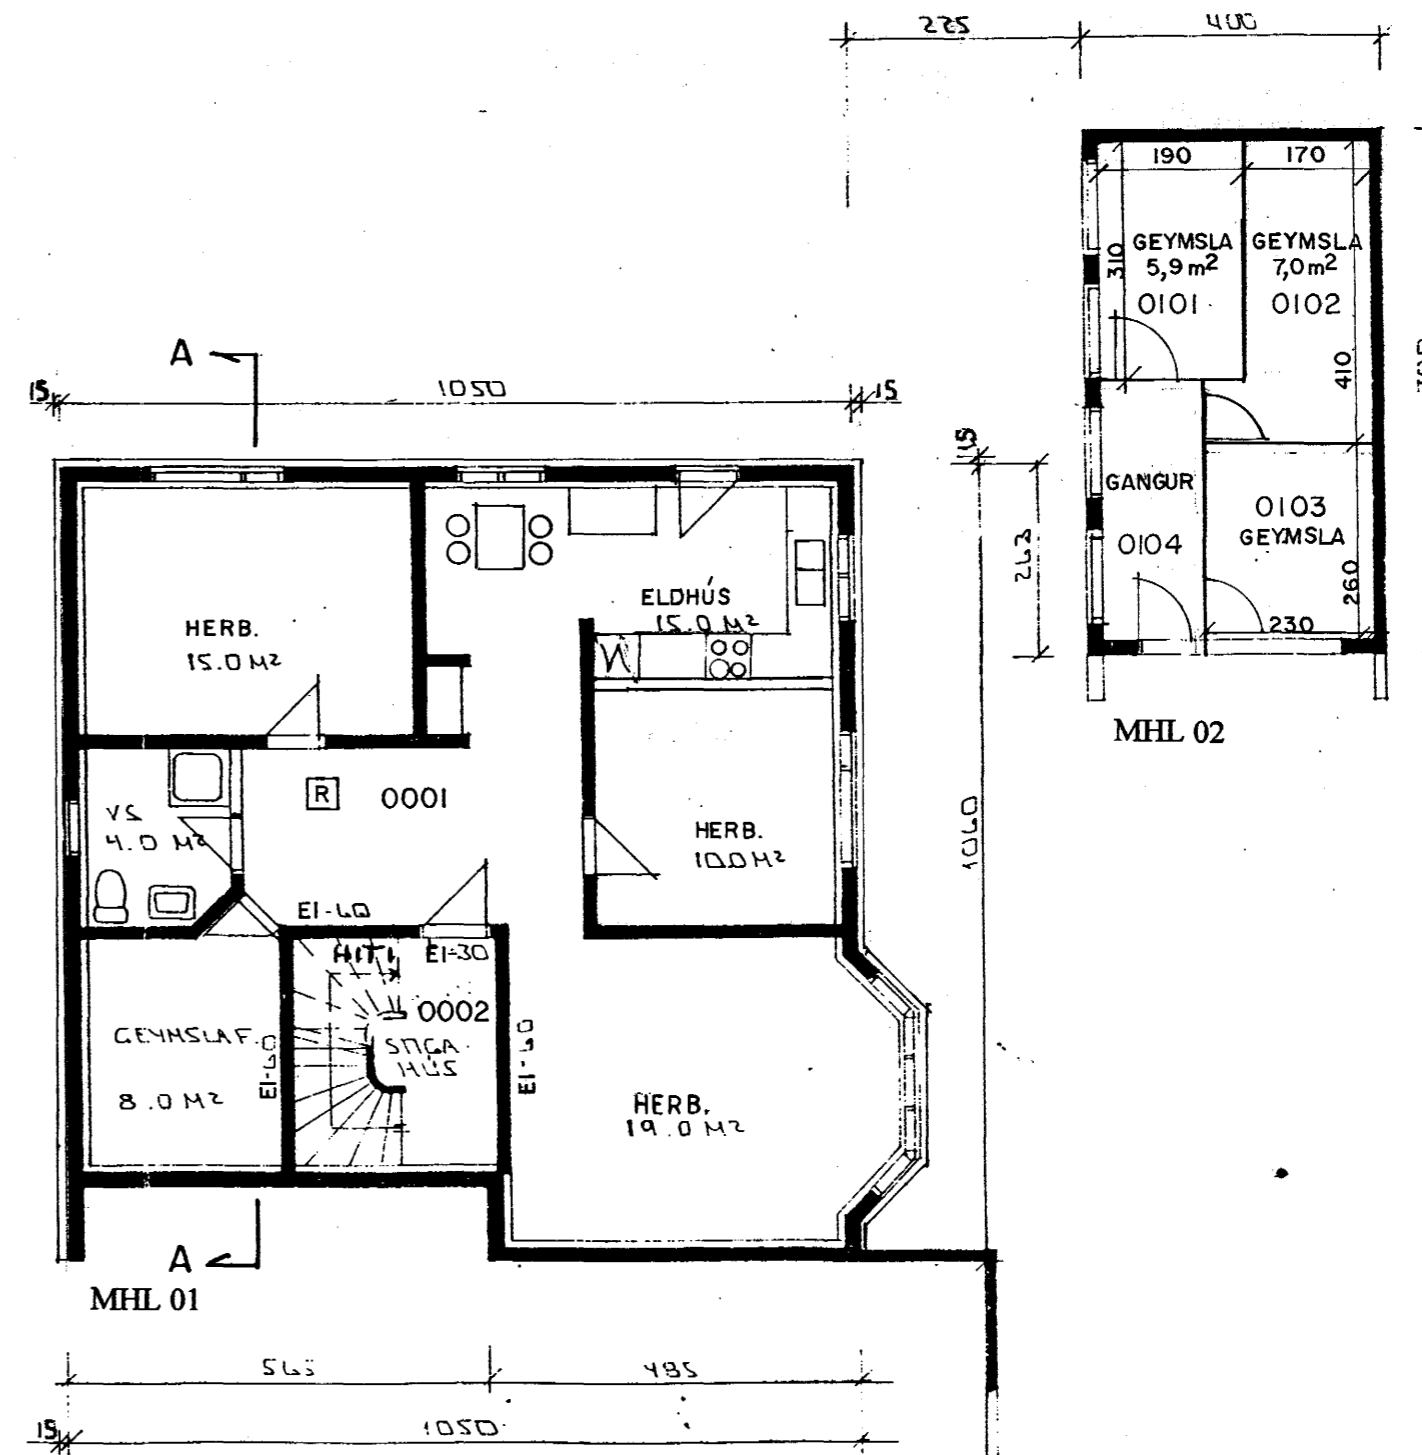 225
400
190
170
310
GEYMSLA
5,9 m²
0101
GEYMSLA
7,0 m²
0102
410
A
15
1050
15
15
263
GANGUR
0104
0103
GEYMSLA
260
230
MHL 02
HERB.
15.0 M²
ELDHÚS
15.0 M²
R
0001
VS
4.0 M²
HERB.
10.0 M²
1060
EI-60
HITI
EI-30
0002
STIGA
HÚS
GEYMSLA F.
8.0 M²
EI-60
EI-60
HERB.
19.0 M²
A
MHL 01
495
15
1050